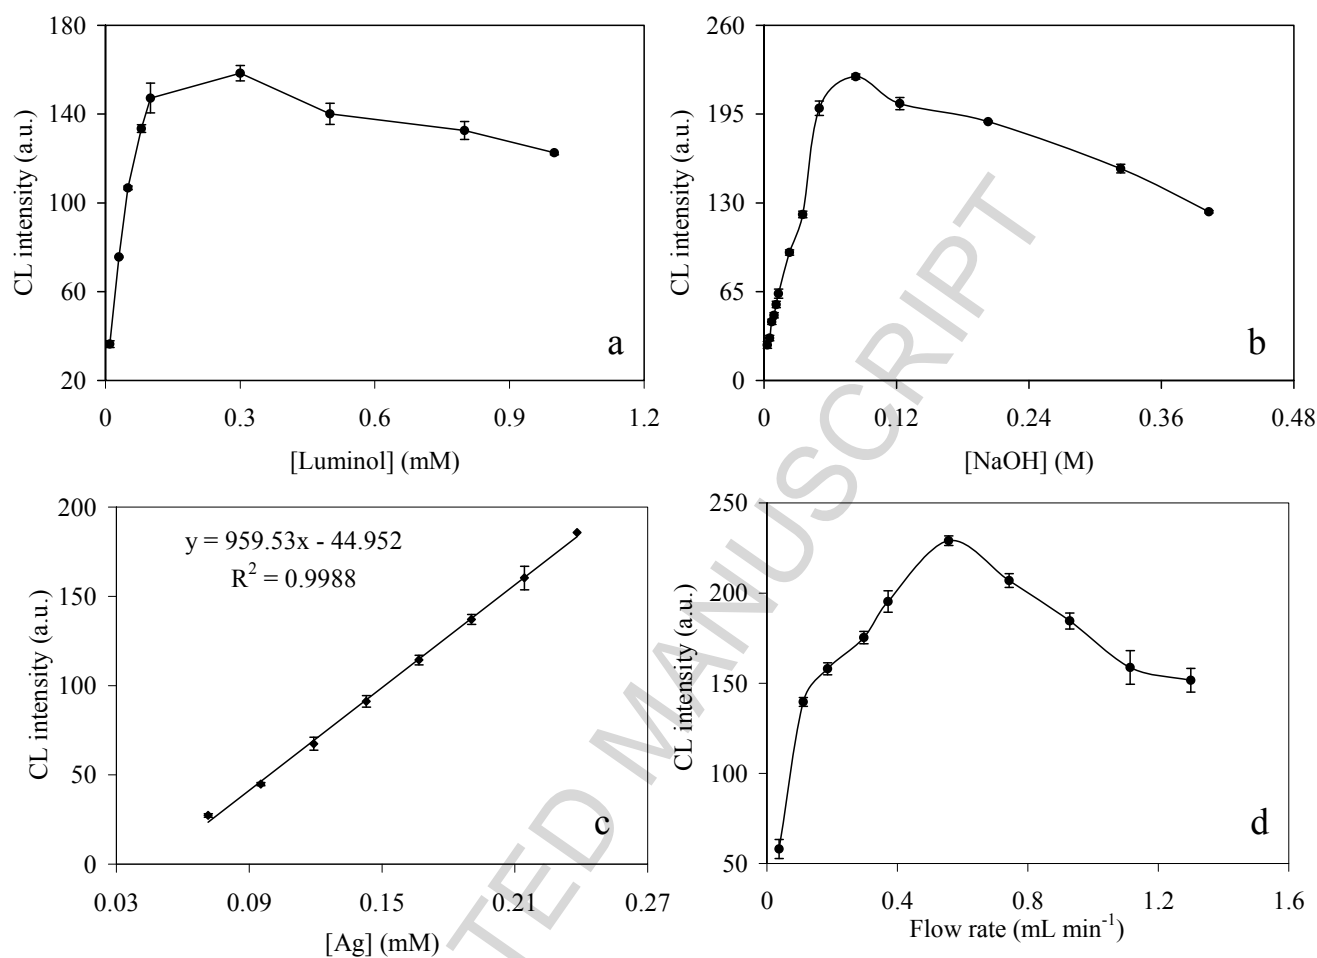 180
140
100
60
20
0
0.3
0.6
0.9
1.2
CL intensity (a.u.)
[Luminol] (mM)
a
260
195
130
65
0
0
0.12
0.24
0.36
0.48
CL intensity (a.u.)
[NaOH] (M)
b
200
150
100
50
0
0.03
0.09
0.15
0.21
0.27
CL intensity (a.u.)
[Ag] (mM)
y = 959.53x - 44.952
R² = 0.9988
c
250
200
150
100
50
0
0.4
0.8
1.2
1.6
CL intensity (a.u.)
Flow rate (mL min⁻¹)
d
TED MANUSCRIPT